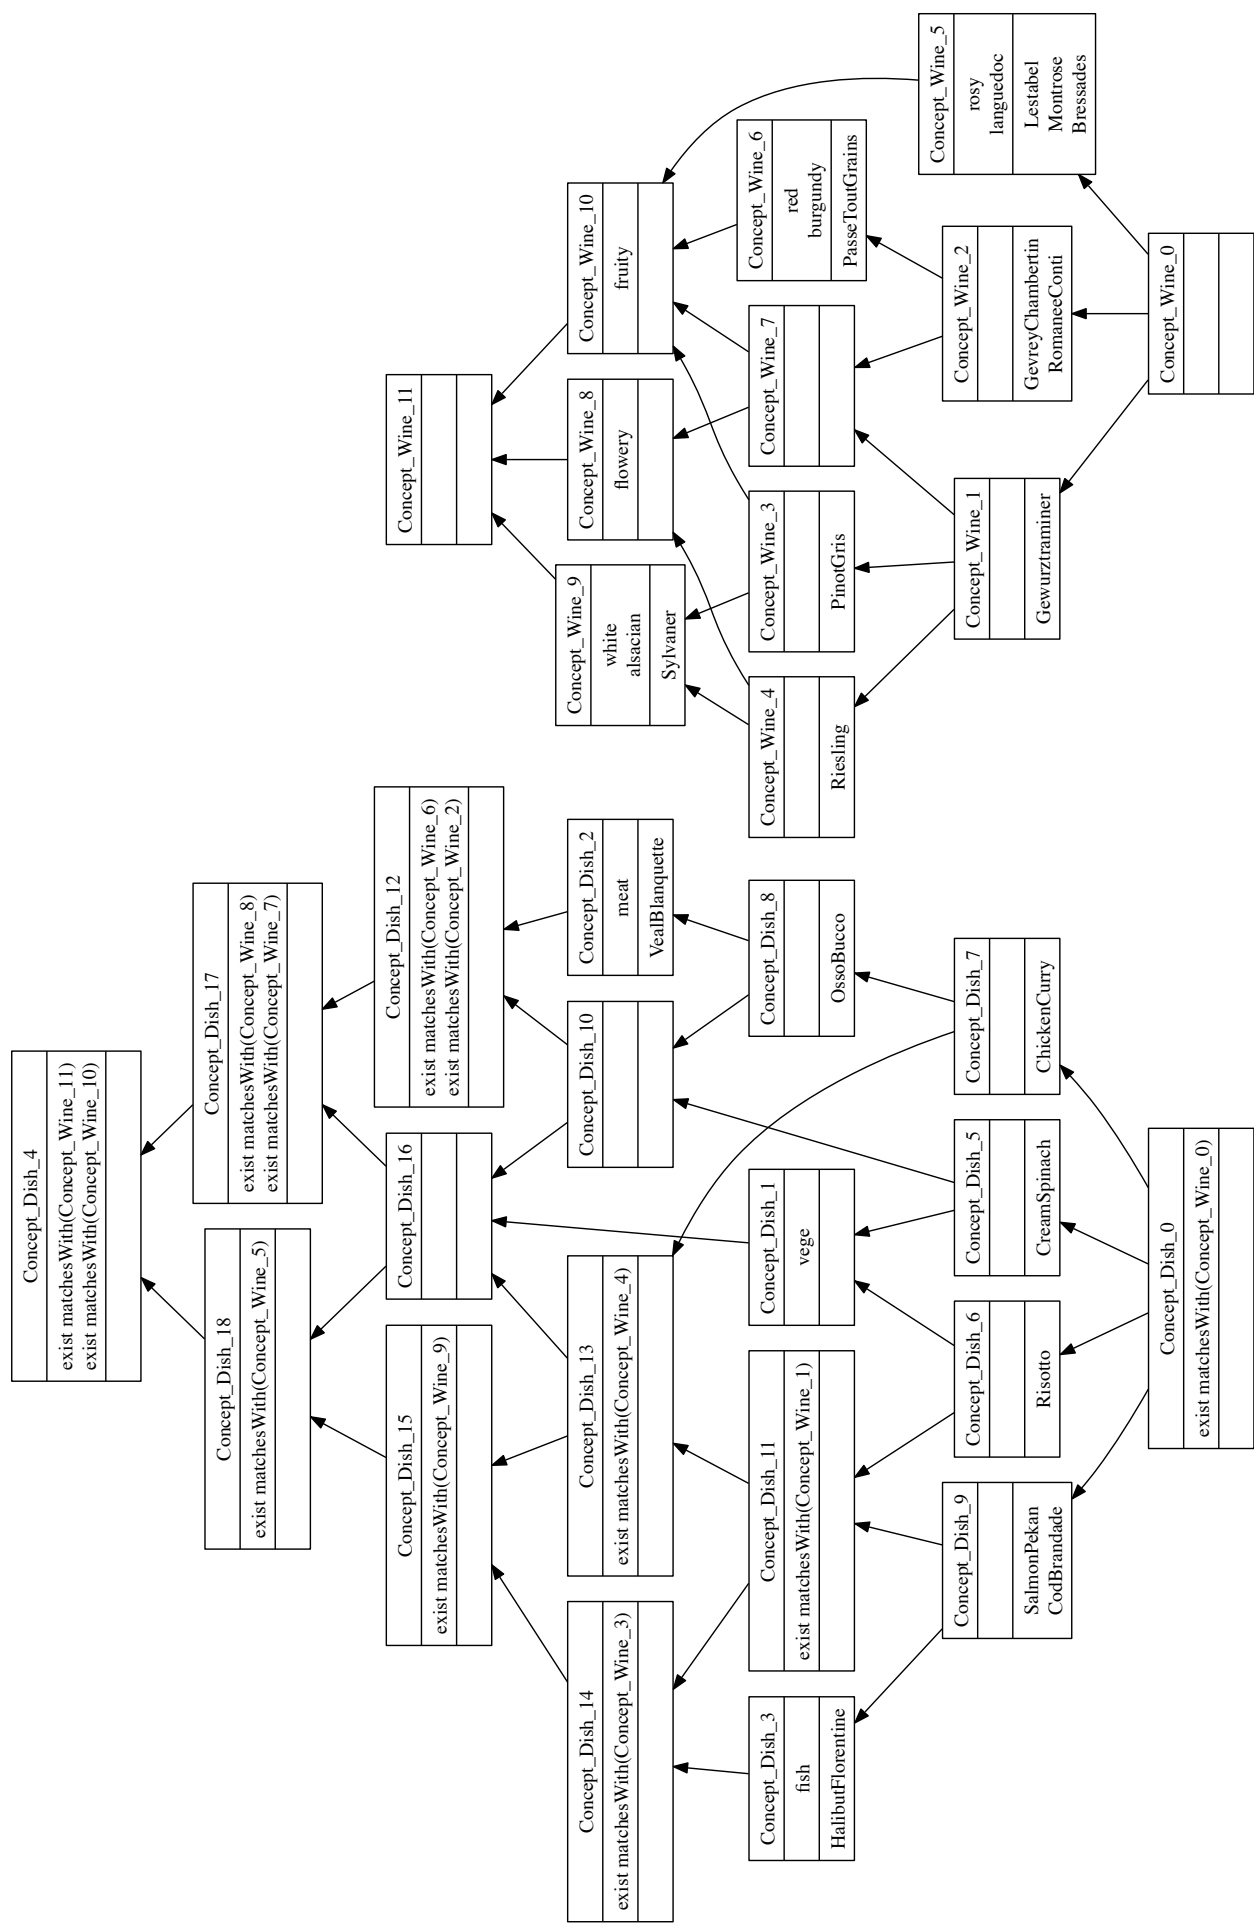 Concept_Dish_4
exist matchesWith(Concept_Wine_11)
exist matchesWith(Concept_Wine_10)
Concept_Dish_18
exist matchesWith(Concept_Wine_5)
Concept_Dish_17
exist matchesWith(Concept_Wine_8)
exist matchesWith(Concept_Wine_7)
Concept_Dish_15
exist matchesWith(Concept_Wine_9)
Concept_Dish_16
Concept_Dish_12
exist matchesWith(Concept_Wine_6)
exist matchesWith(Concept_Wine_2)
Concept_Dish_14
exist matchesWith(Concept_Wine_3)
Concept_Dish_13
exist matchesWith(Concept_Wine_4)
Concept_Dish_10
Concept_Dish_2
meat
VealBlanquette
Concept_Dish_3
fish
HalibutFlorentine
Concept_Dish_11
exist matchesWith(Concept_Wine_1)
Concept_Dish_1
vege
Concept_Dish_8
OssoBucco
Concept_Dish_9
SalmonPekan
CodBrandade
Concept_Dish_6
Risotto
Concept_Dish_5
CreamSpinach
Concept_Dish_7
ChickenCurry
Concept_Dish_0
exist matchesWith(Concept_Wine_0)
Concept_Wine_11
Concept_Wine_9
white
alsacian
Sylvaner
Concept_Wine_8
flowery
Concept_Wine_10
fruity
Concept_Wine_4
Riesling
Concept_Wine_3
PinotGris
Concept_Wine_7
Concept_Wine_6
red
burgundy
PasseToutGrains
Concept_Wine_1
Gewurztraminer
Concept_Wine_2
GevreyChambertin
RomaneeConti
Concept_Wine_5
rosy
languedoc
Lestabel
Montrose
Bressades
Concept_Wine_0